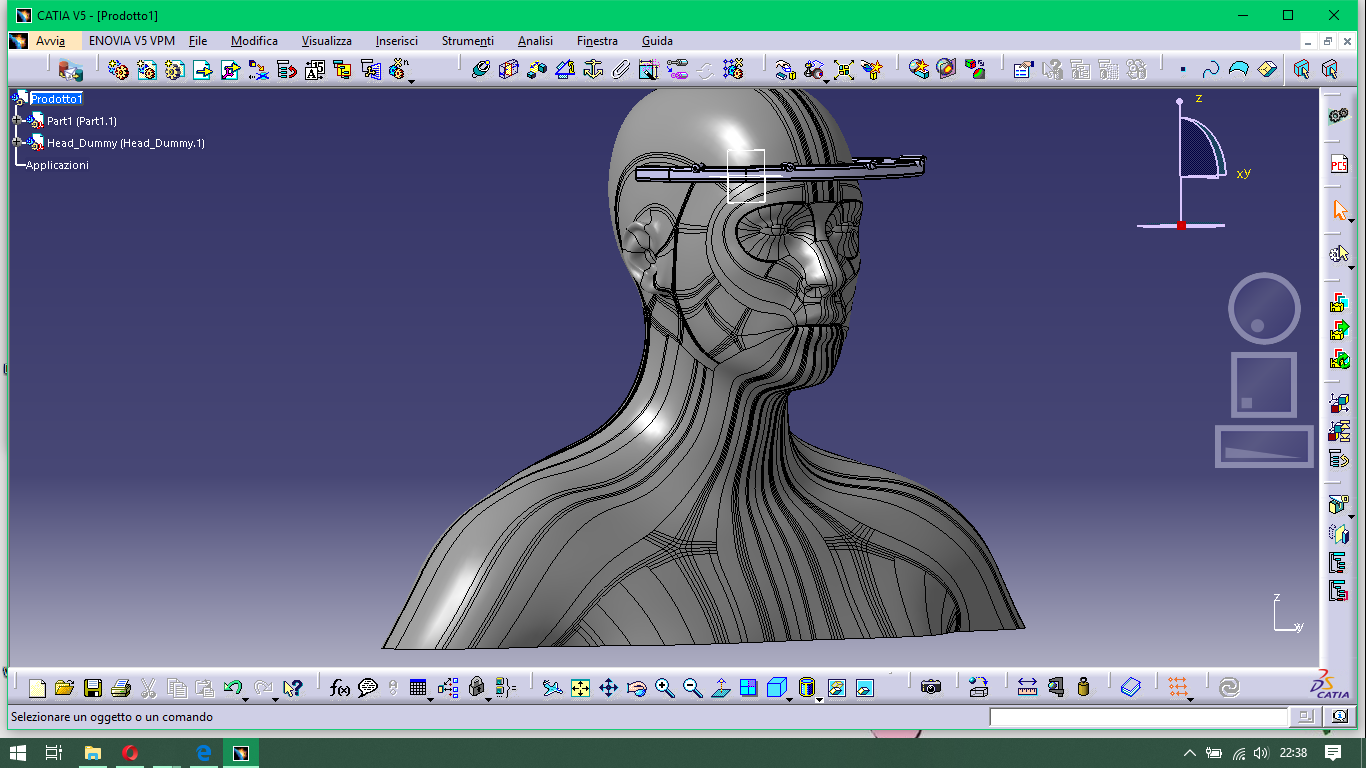 CATIA V5 - [Prodotto1]
Avvia ENOVIA V5 VPM File Modifica Visualizza Inserisci Strumenti Analisi Finestra Guida
Prodotto1
Part1 (Part1.1)
Head_Dummy (Head_Dummy.1)
Applicazioni
z
xy
PCS
z
y
f(x)
CATIA
Selezionare un oggetto o un comando
22:38